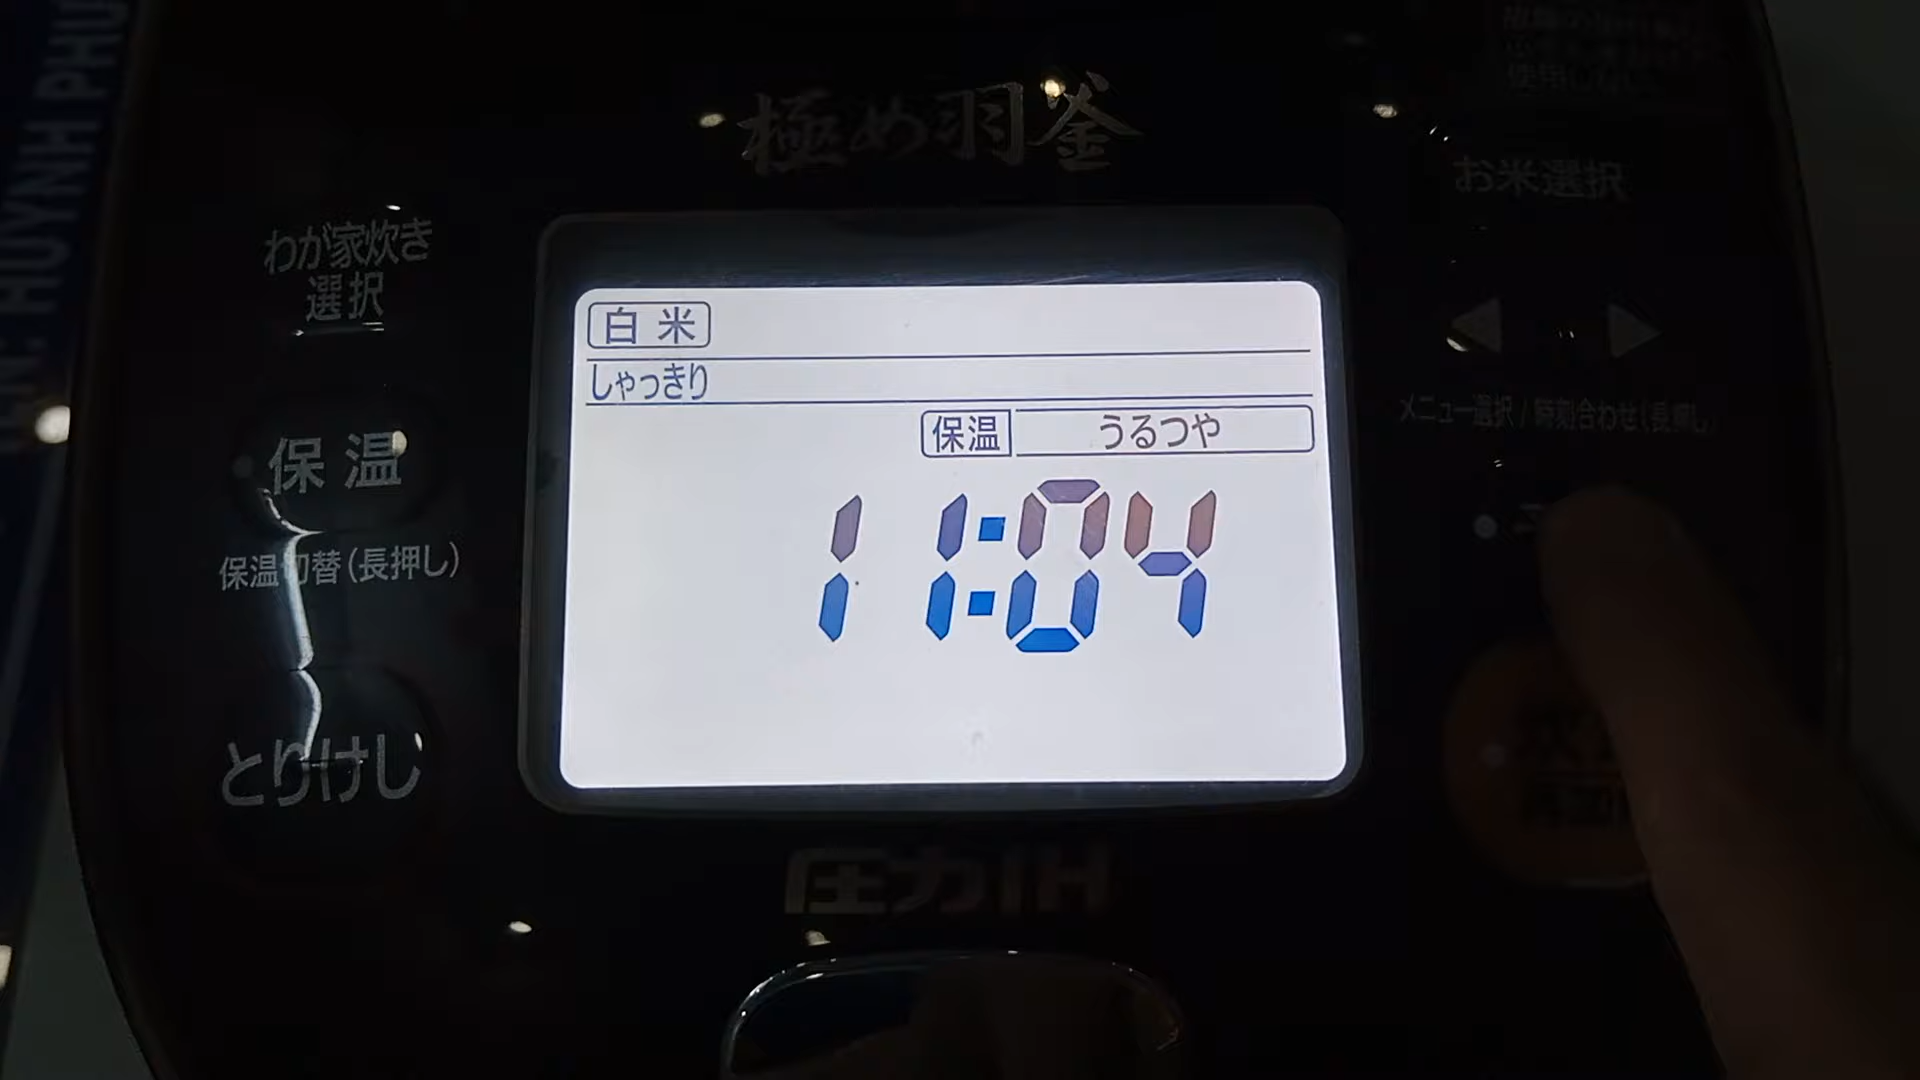 HUYNH PHU
極め羽釜
お米選択
わが家炊き
選択
白米
しゃっきり
保温 うるつや
メニュー選択/時刻合わせ(長押し)
保温
11:04
保温切替(長押し)
とりけし
圧力IH